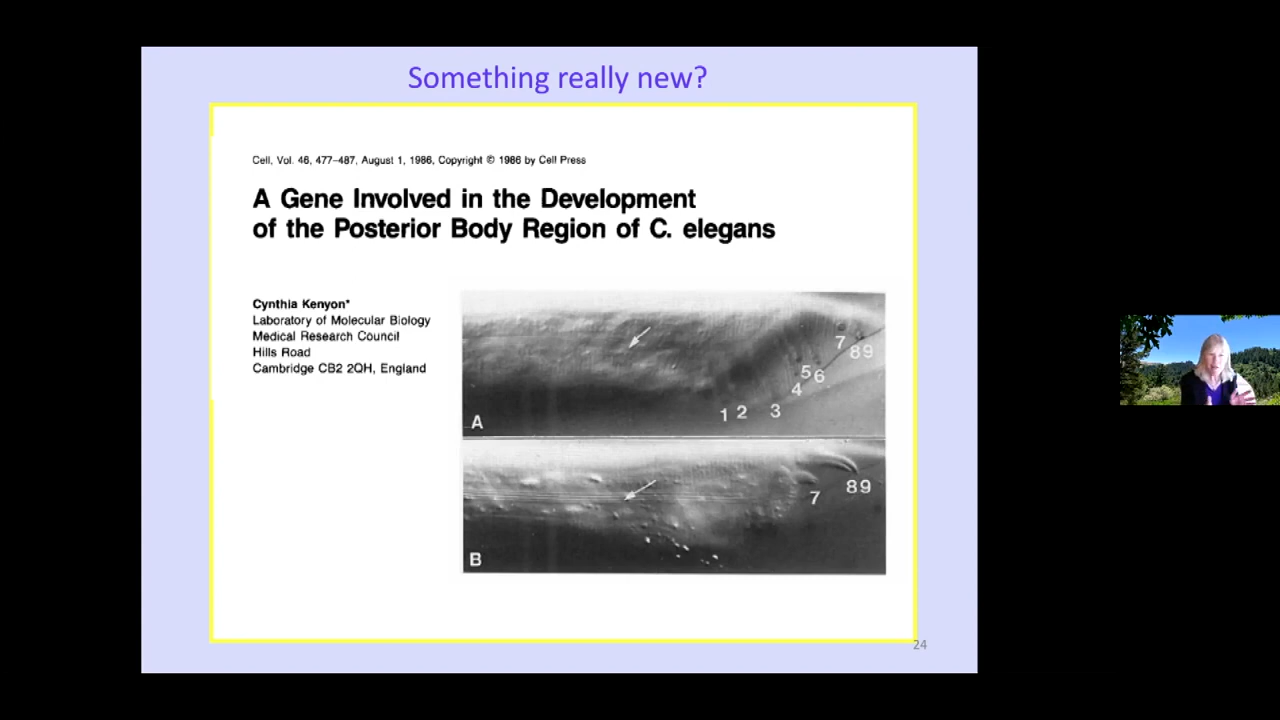 Something really new?
Cell, Vol. 46, 477–487, August 1, 1986, Copyright © 1986 by Cell Press
A Gene Involved in the Development
of the Posterior Body Region of C. elegans
Cynthia Kenyon*
Laboratory of Molecular Biology
Medical Research Council
Hills Road
Cambridge CB2 2QH, England
7
89
56
4
1 2 3
A
89
7
B
24